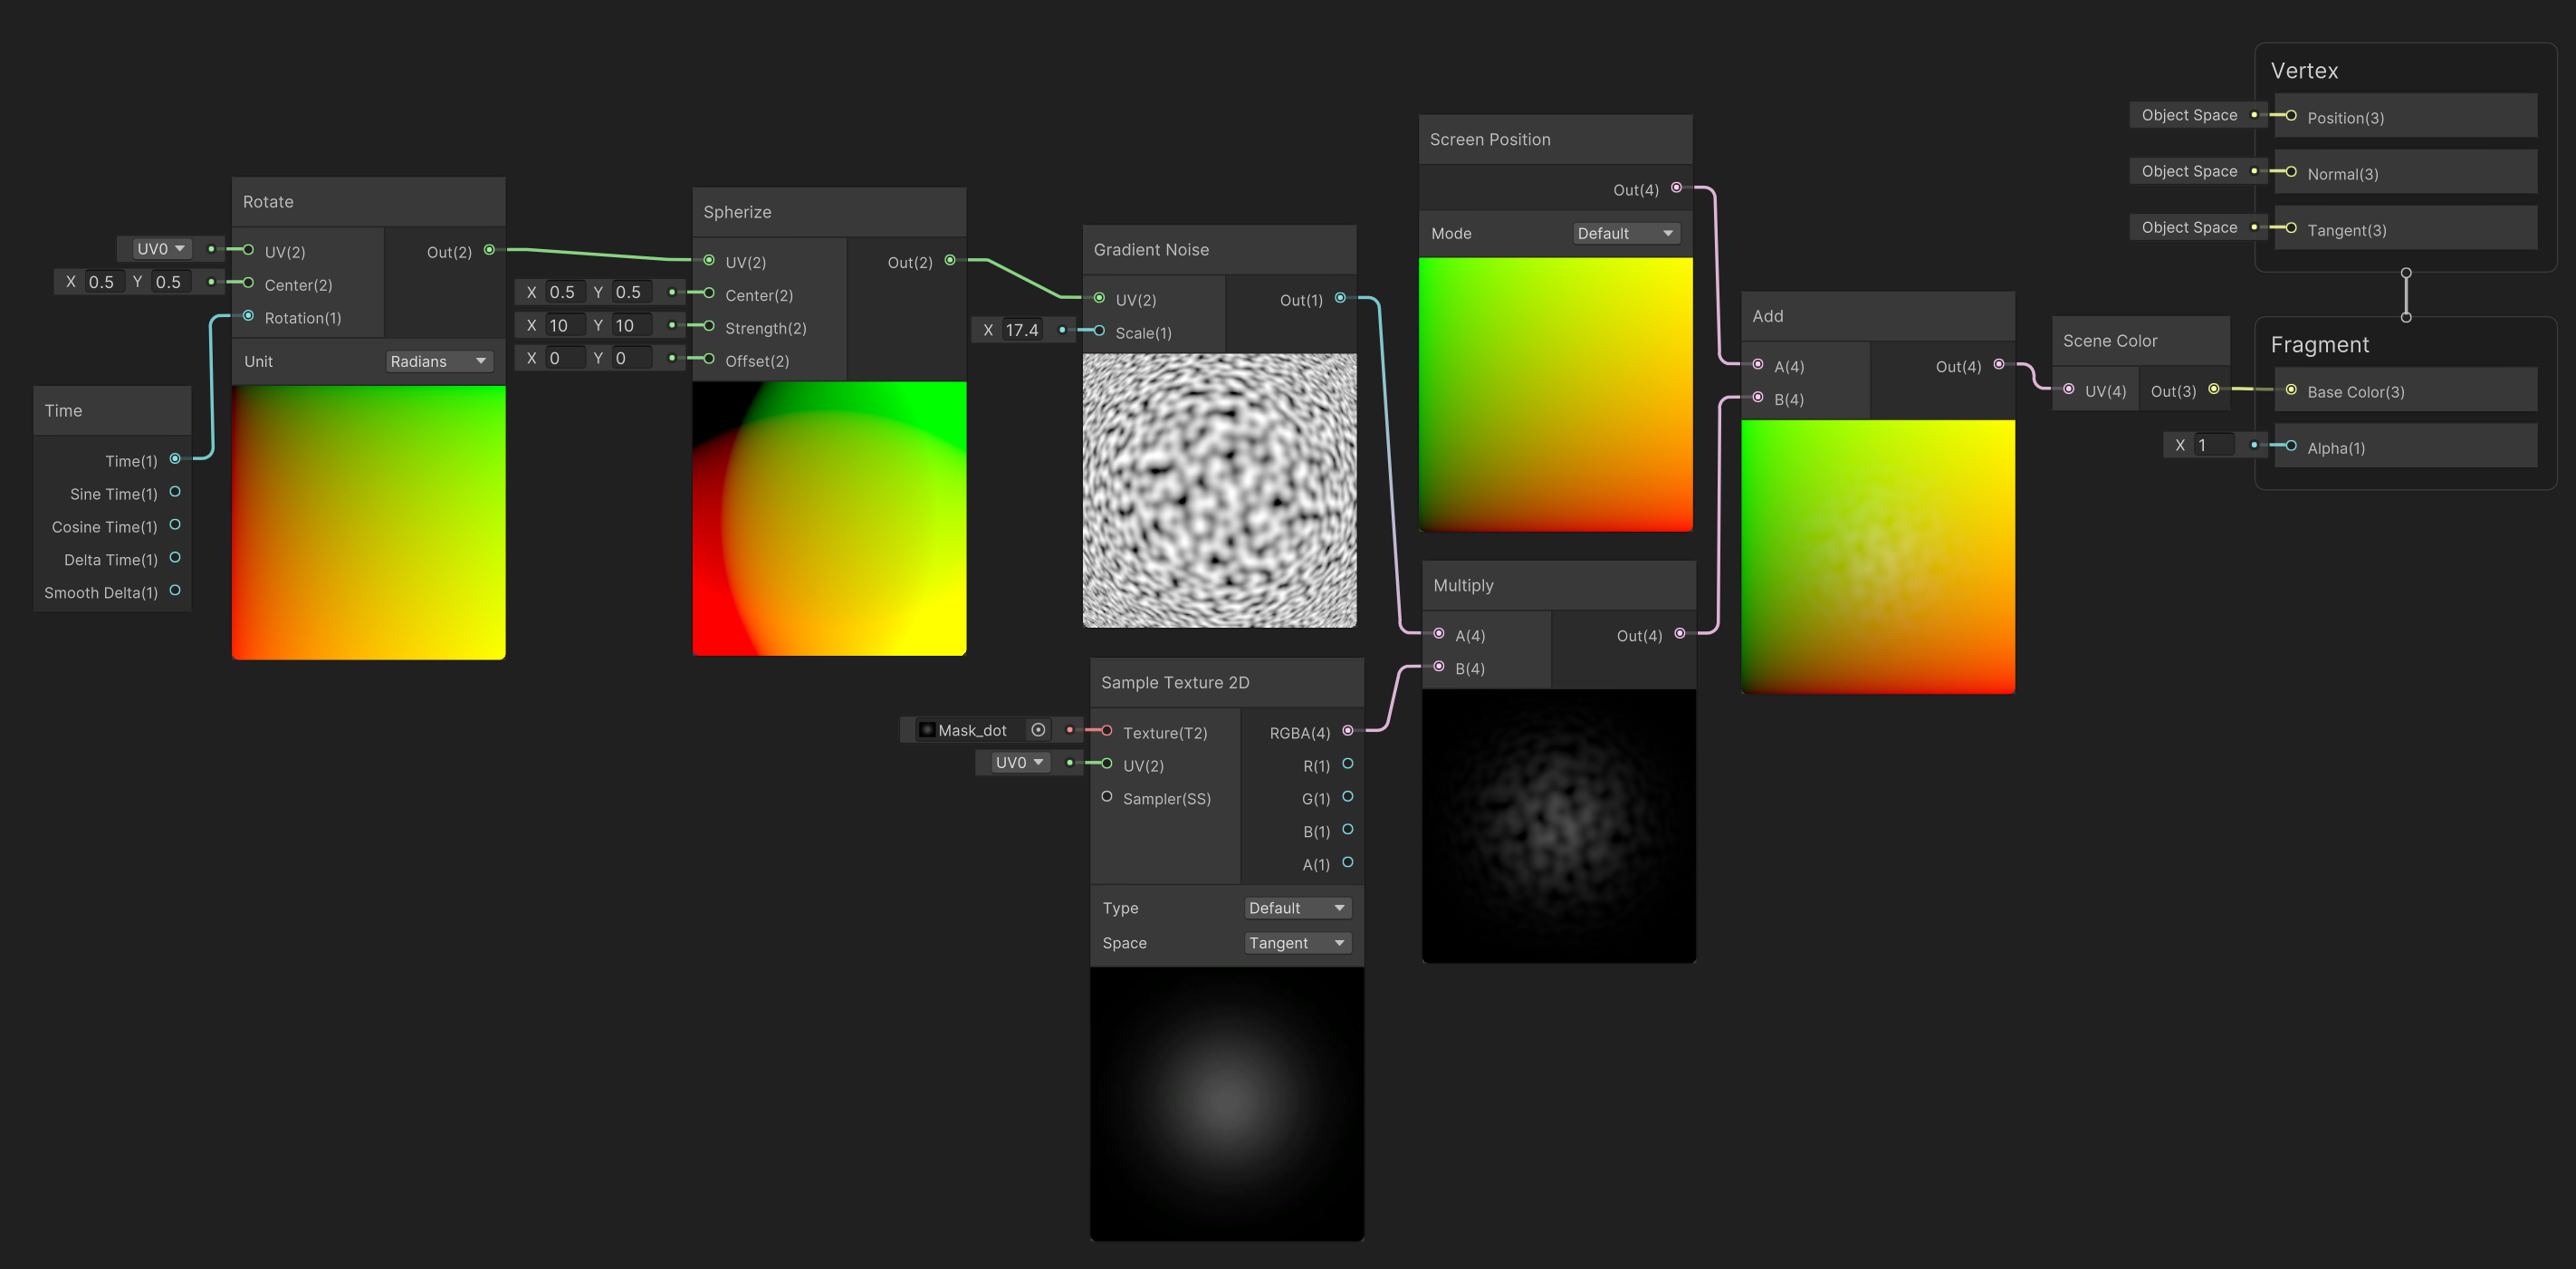 Time
Time(1)
Sine Time(1)
Cosine Time(1)
Delta Time(1)
Smooth Delta(1)
Rotate
UV0 UV(2) Out(2)
X 0.5 Y 0.5 Center(2)
Rotation(1)
Unit Radians
Spherize
UV(2) Out(2)
X 0.5 Y 0.5 Center(2)
X 10 Y 10 Strength(2)
X 0 Y 0 Offset(2)
Gradient Noise
UV(2) Out(1)
X 17.4 Scale(1)
Sample Texture 2D
Mask_dot Texture(T2) RGBA(4)
UV0 UV(2) R(1)
Sampler(SS) G(1)
B(1)
A(1)
Type Default
Space Tangent
Screen Position
Out(4)
Mode Default
Multiply
A(4) Out(4)
B(4)
Add
A(4) Out(4)
B(4)
Scene Color
UV(4) Out(3)
Vertex
Object Space Position(3)
Object Space Normal(3)
Object Space Tangent(3)
Fragment
Base Color(3)
X 1 Alpha(1)